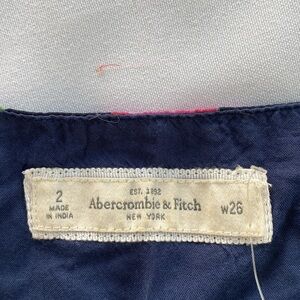 2
MADE
IN INDIA
EST. 1892
Abercrombie & Fitch
NEW YORK
W26